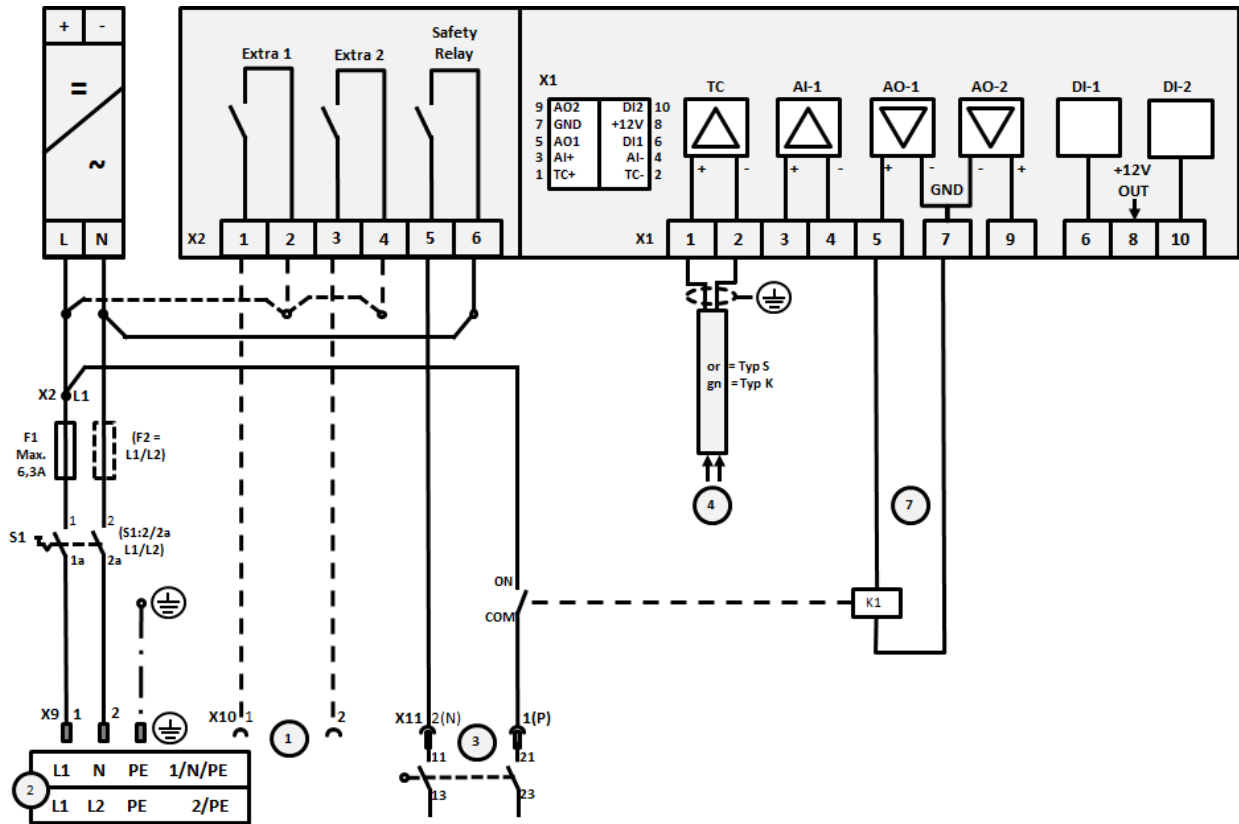 + -
= ~
L N
Extra 1
Extra 2
Safety
Relay
X2 1 2 3 4 5 6
X1
9 AO2 DI2 10
7 GND +12V 8
5 AO1 DI1 6
3 AI+ AI- 4
1 TC+ TC- 2
TC
AI-1
AO-1
AO-2
DI-1
DI-2
+ - + - + - - +
GND
+12V
OUT
X1 1 2 3 4 5 7 9 6 8 10
X2 L1
F1
Max.
6,3A
(F2 =
L1/L2)
or = Typ S
gn = Typ K
4
7
S1
1 2
1a 2a
(S1:2/2a
L1/L2)
ON
COM
K1
X9 1 2
X10 1 2
1
X11 2(N) 1(P)
3
11 21
13 23
2
L1 N PE 1/N/PE
L1 L2 PE 2/PE